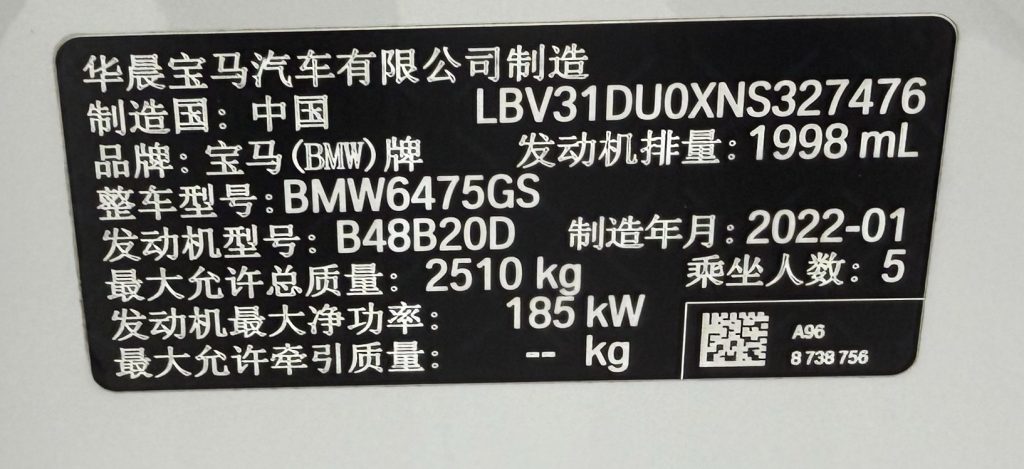 华晨宝马汽车有限公司制造
制造国: 中国 LBV31DU0XNS327476
品牌: 宝马(BMW)牌 发动机排量: 1998 mL
整车型号: BMW6475GS
发动机型号: B48B20D 制造年月: 2022-01
最大允许总质量: 2510 kg 乘坐人数: 5
发动机最大净功率: 185 kW
最大允许牵引质量: -- kg
A96
8 738 756